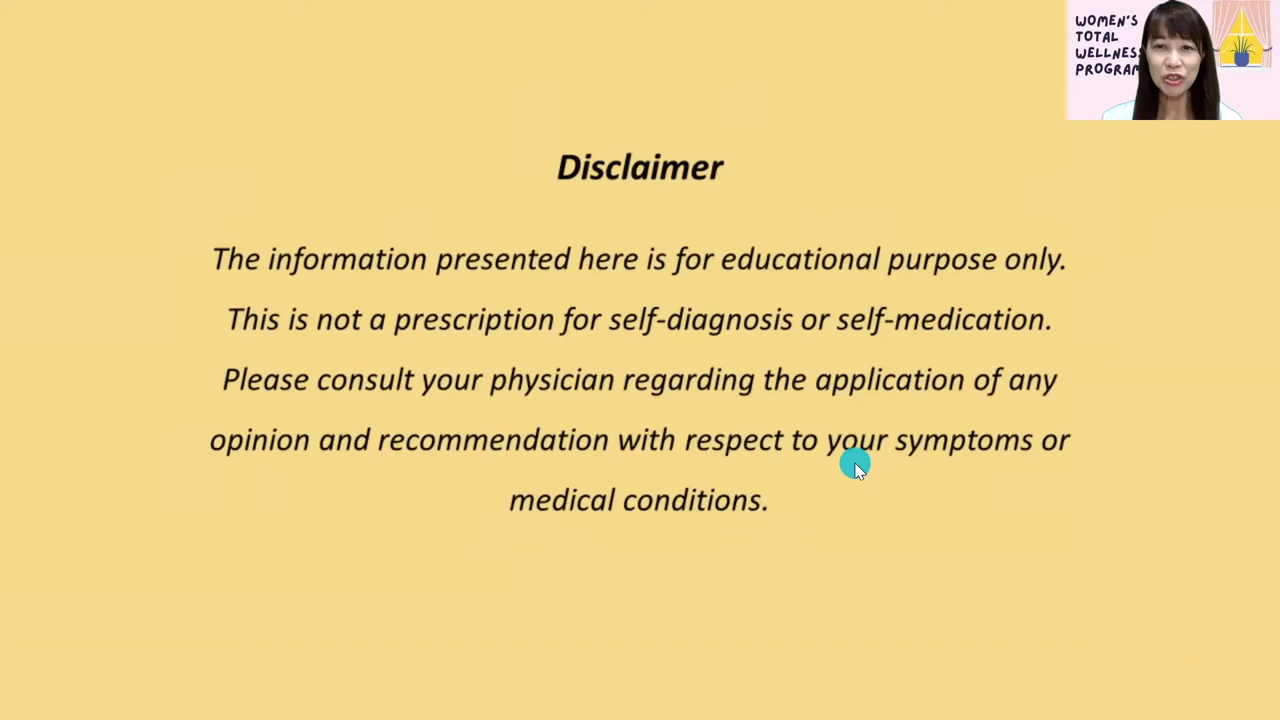 WOMEN'S
TOTAL
WELLNESS
PROGRAM
Disclaimer
The information presented here is for educational purpose only.
This is not a prescription for self-diagnosis or self-medication.
Please consult your physician regarding the application of any
opinion and recommendation with respect to your symptoms or
medical conditions.